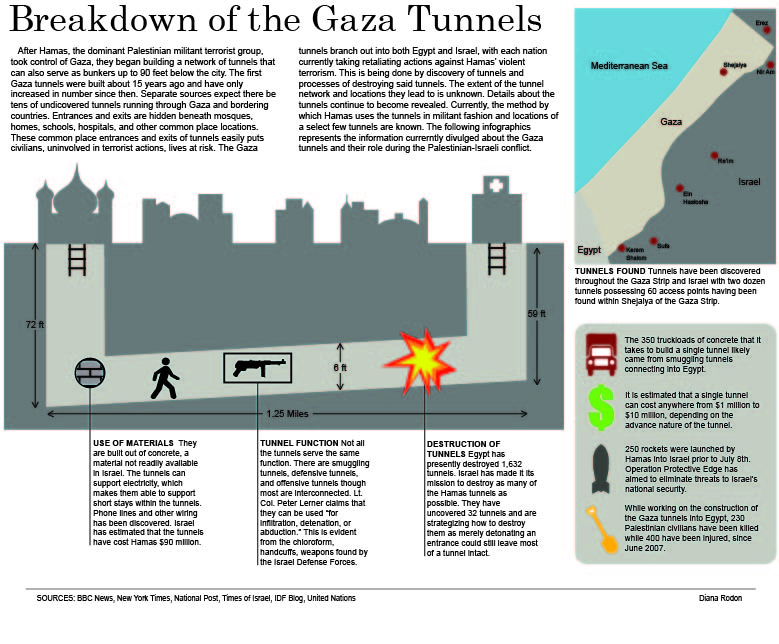 Breakdown of the Gaza Tunnels
After Hamas, the dominant Palestinian militant terrorist group,
took control of Gaza, they began building a network of tunnels that
can also serve as bunkers up to 90 feet below the city. The first
Gaza tunnels were built about 15 years ago and have only
increased in number since then. Separate sources expect there be
tens of undicovered tunnels running through Gaza and bordering
countries. Entrances and exits are hidden beneath mosques,
homes, schools, hospitals, and other common place locations.
These common place entrances and exits of tunnels easily puts
civilians, uninvolved in terrorist actions, lives at risk. The Gaza
tunnels branch out into both Egypt and Israel, with each nation
currently taking retaliating actions against Hamas' violent
terrorism. This is being done by discovery of tunnels and
processes of destroying said tunnels. The extent of the tunnel
network and locations they lead to is unknown. Details about the
tunnels continue to become revealed. Currently, the method by
which Hamas uses the tunnels in militant fashion and locations of
a select few tunnels are known. The following infographics
represents the information currerntly divulged about the Gaza
tunnels and their role during the Palestinian-Israeli conflict.
Erez
Mediterranean Sea
Shejaiya
Nir Am
Gaza
Re'im
Israel
Ein
Hashosha
Sufa
Egypt
Kerem
Shalom
TUNNELS FOUND Tunnels have been discovered
throughout the Gaza Strip and Israel with two dozen
tunnels possessing 60 access points having been
found within Shejaiya of the Gaza Strip.
72 ft
59 ft
6 ft
1.25 Miles
USE OF MATERIALS They
are built out of concrete, a
material not readily available
in Israel. The tunnels can
support electricity, which
makes them able to support
short stays within the tunnels.
Phone lines and other wiring
has been discovered. Israel
has estimated that the tunnels
have cost Hamas $90 million.
TUNNEL FUNCTION Not all
the tunnels serve the same
function. There are smuggling
tunnels, defensive tunnels,
and offensive tunnels though
most are interconnected. Lt.
Col. Peter Lerner claims that
they can be used "for
infiltration, detenation, or
abduction." This is evident
from the chloroform,
handcuffs, weapons found by
the Israel Defense Forces.
DESTRUCTION OF
TUNNELS Egypt has
presently destroyed 1,632
tunnels. Israel has made it its
mission to destroy as many of
the Hamas tunnels as
possible. They have
uncovered 32 tunnels and are
strategizing how to destroy
them as merely detonating an
entrance could still leave most
of a tunnel intact.
The 350 truckloads of concrete that it
takes to build a single tunnel likely
came from smuggling tunnels
connecting into Egypt.
$
It is estimated that a single tunnel
can cost anywhere from $1 million to
$10 million, depending on the
advance nature of the tunnel.
250 rockets were launched by
Hamas into Israel prior to July 8th.
Operation Protective Edge has
aimed to eliminate threats to Israel's
national security.
While working on the construction of
the Gaza tunnels into Egypt, 230
Palestinian civilians have been killed
while 400 have been injured, since
June 2007.
SOURCES: BBC News, New York Times, National Post, Times of Israel, IDF Blog, United Nations
Diana Rodon